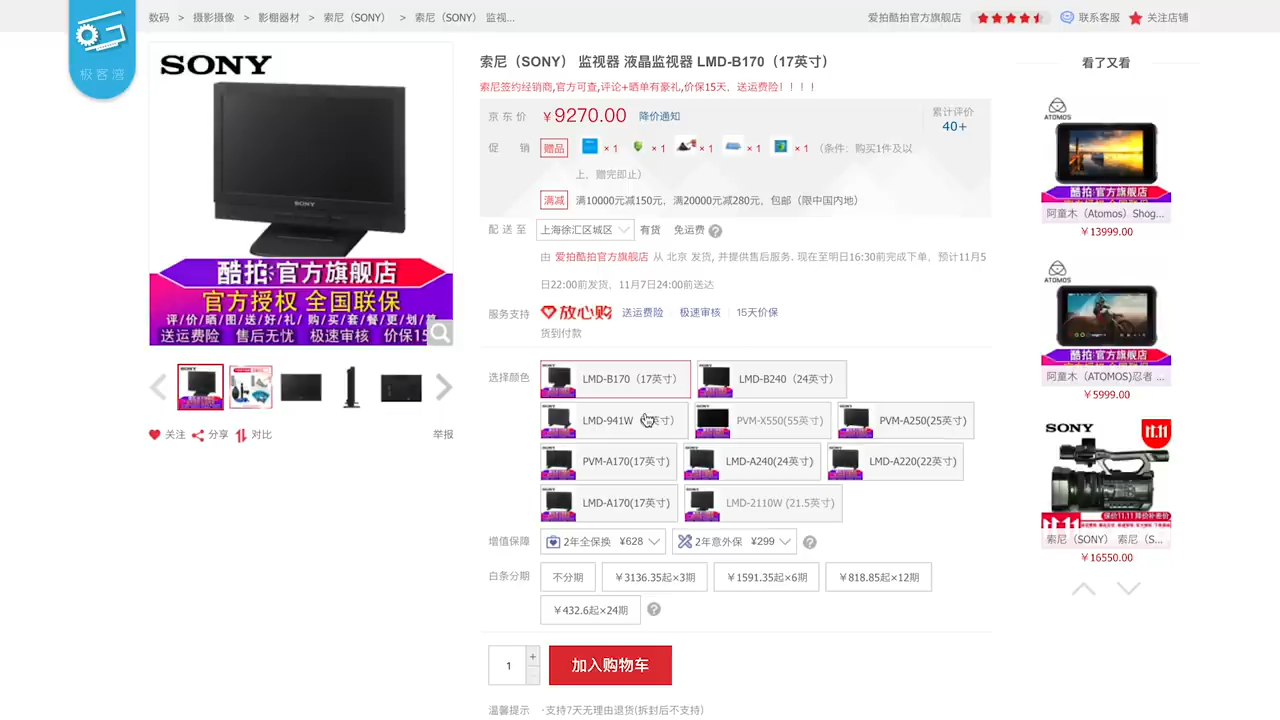 数码 > 摄影摄像 > 影棚器材 > 索尼（SONY） > 索尼（SONY） 监视...
爱拍酷拍官方旗舰店 联系客服 关注店铺
极客湾
SONY
SONY
酷拍·官方旗舰店
官方授权 全国联保
评/价/晒/图/送/好/礼/ 购/买/套/餐/更/划/算
送运费险 售后无忧 极速审核 价保15
关注 分享 对比 举报
索尼（SONY） 监视器 液晶监视器 LMD-B170（17英寸）
索尼签约经销商,官方可查,评论+晒单有豪礼,价保15天，送运费险！！！！
京东价 ￥9270.00 降价通知
累计评价
40+
促销 赠品 ×1 ×1 ×1 ×1 ×1 （条件：购买1件及以
上，赠完即止）
满减 满10000元减150元，满20000元减280元，包邮（限中国内地）
配送至 上海徐汇区城区 有货 免运费 ?
由 爱拍酷拍官方旗舰店 从 北京 发货, 并提供售后服务. 现在至明日16:30前完成下单，预计11月5
日22:00前发货，11月7日24:00前送达
服务支持 放心购 送运费险 极速审核 15天价保
货到付款
选择颜色 LMD-B170（17英寸） LMD-B240（24英寸）
LMD-941W 英寸) PVM-X550(55英寸) PVM-A250(25英寸)
PVM-A170(17英寸) LMD-A240(24英寸) LMD-A220(22英寸)
LMD-A170(17英寸) LMD-2110W (21.5英寸)
增值保障 2年全保换 ¥628 2年意外保 ¥299 ?
白条分期 不分期 ￥3136.35起×3期 ￥1591.35起×6期 ￥818.85起×12期
￥432.6起×24期 ?
1 + -
加入购物车
温馨提示 ·支持7天无理由退货(拆封后不支持)
看了又看
ATOMOS
酷拍·官方旗舰店
阿童木（Atomos）Shog...
￥13999.00
ATOMOS
酷拍·官方旗舰店
阿童木（ATOMOS)忍者 ...
￥5999.00
SONY
11.11
11.11
保价11.11 降价补差价
索尼（SONY） 索尼（S...
￥16550.00